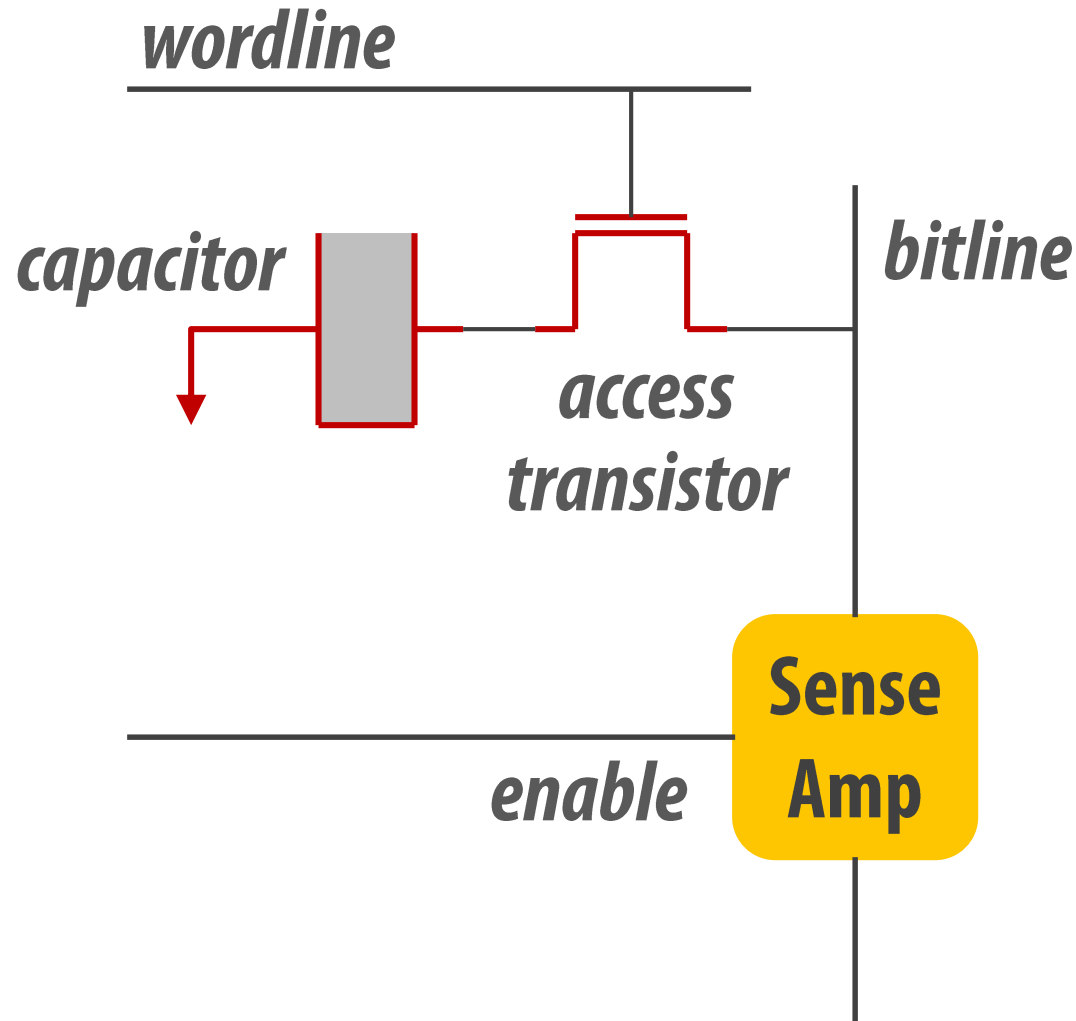 wordline
capacitor
bitline
access
transistor
Sense
Amp
enable